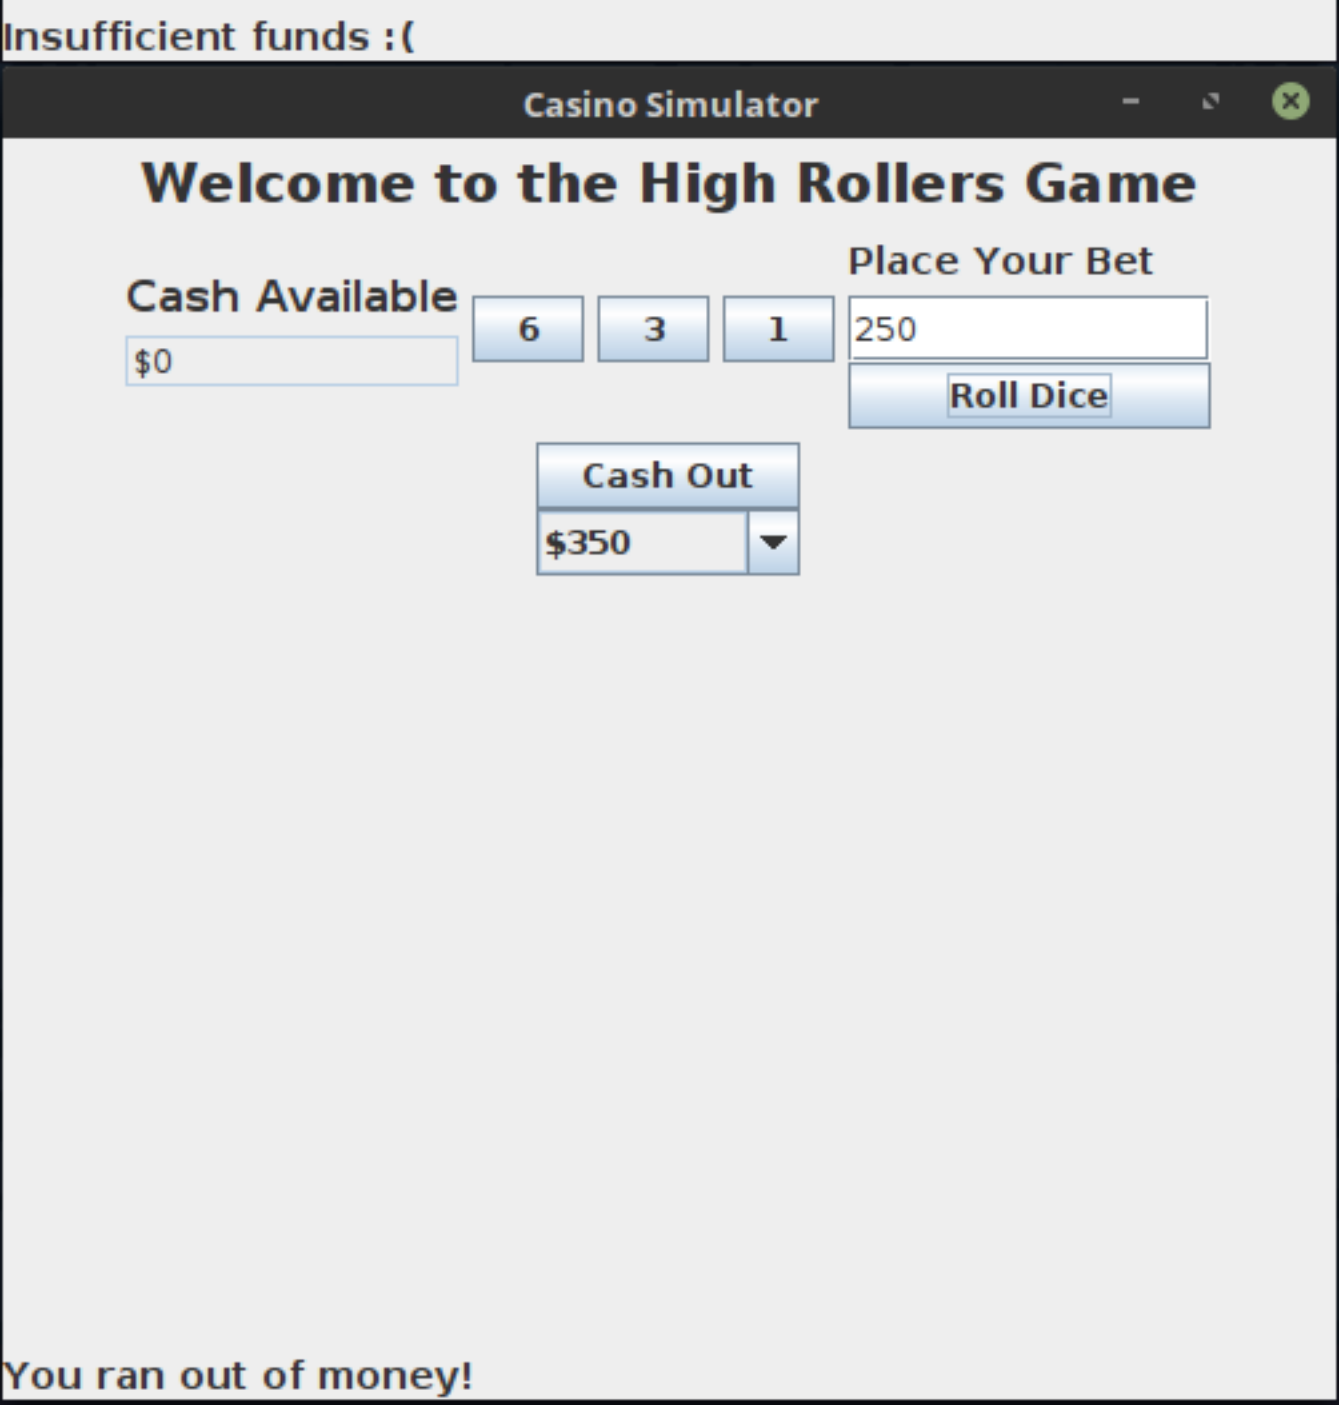 Insufficient funds :(
Casino Simulator
Welcome to the High Rollers Game
Cash Available
$0
6 3 1
Place Your Bet
250
Roll Dice
Cash Out
$350
You ran out of money!